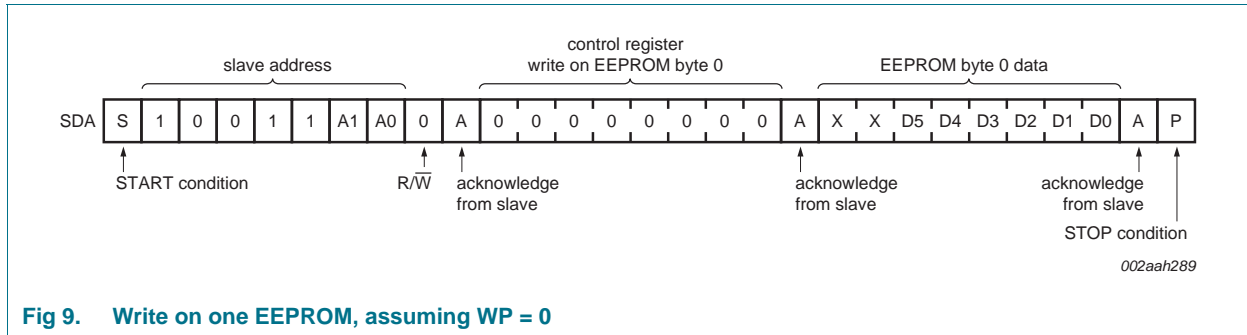 control register
slave address write on EEPROM byte 0 EEPROM byte 0 data
SDA S 1 0 0 1 1 A1 A0 0 A 0 0 0 0 0 0 0 0 A X X D5 D4 D3 D2 D1 D0 A P
START condition R/W̅ acknowledge from slave acknowledge from slave acknowledge from slave
STOP condition
002aah289
Fig 9. Write on one EEPROM, assuming WP = 0